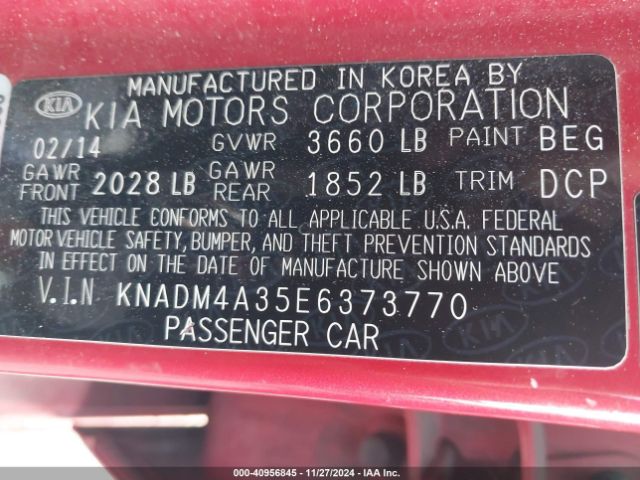 MANUFACTURED IN KOREA BY
KIA KIA MOTORS CORPORATION
02/14 GVWR 3660 LB PAINT BEG
GAWR FRONT 2028 LB GAWR REAR 1852 LB TRIM DCP
THIS VEHICLE CONFORMS TO ALL APPLICABLE U.S.A. FEDERAL
MOTOR VEHICLE SAFETY, BUMPER, AND THEFT PREVENTION STANDARDS
IN EFFECT ON THE DATE OF MANUFACTURE SHOWN ABOVE
V.I.N KNADM4A35E6373770
PASSENGER CAR
000-40956845 - 11/27/2024 - IAA Inc.